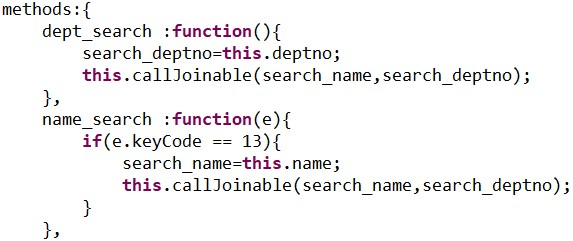 methods:{
    dept_search :function(){
        search_deptno=this.deptno;
        this.callJoinable(search_name,search_deptno);
    },
    name_search :function(e){
        if(e.keyCode == 13){
            search_name=this.name;
            this.callJoinable(search_name,search_deptno);
        }
    },